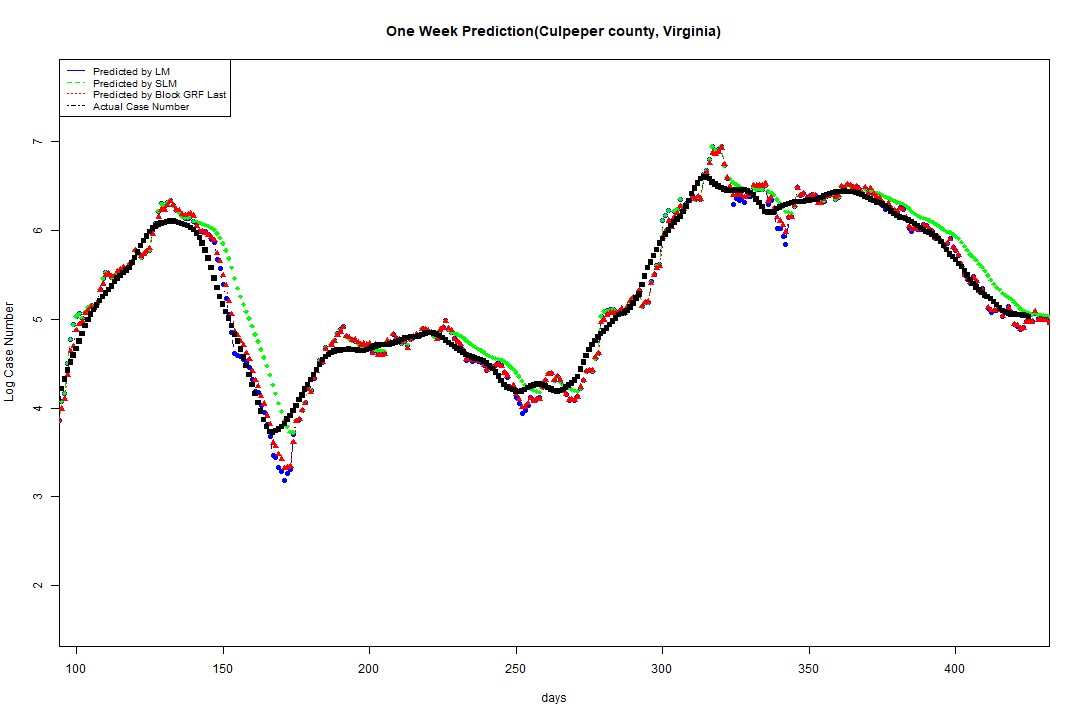 One Week Prediction(Culpeper county, Virginia)
Predicted by LM
Predicted by SLM
Predicted by Block GRF Last
Actual Case Number
Log Case Number
7
6
5
4
3
2
100 150 200 250 300 350 400
days